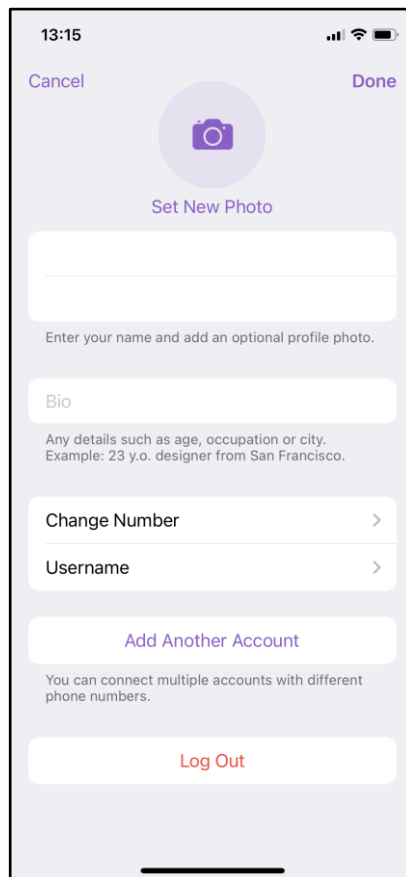 13:15
Cancel
Done
Set New Photo
Enter your name and add an optional profile photo.
Bio
Any details such as age, occupation or city.
Example: 23 y.o. designer from San Francisco.
Change Number
Username
Add Another Account
You can connect multiple accounts with different
phone numbers.
Log Out